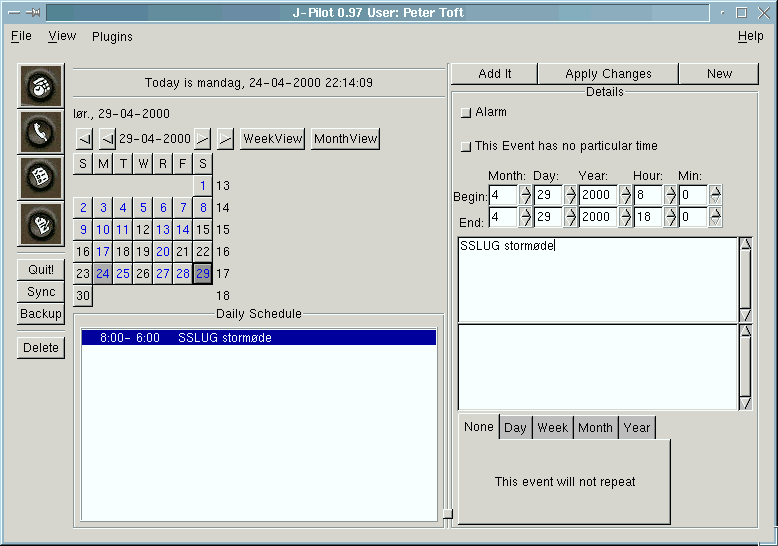 J-Pilot 0.97 User: Peter Toft
File View Plugins Help
Today is mandag, 24-04-2000 22:14:09
lør., 29-04-2000
29-04-2000 WeekView MonthView
S M T W R F S
1 13
2 3 4 5 6 7 8 14
9 10 11 12 13 14 15 15
16 17 18 19 20 21 22 16
23 24 25 26 27 28 29 17
30 18
Quit!
Sync
Backup
Delete
Daily Schedule
8:00- 6:00 SSLUG stormøde
Add It Apply Changes New
Details
Alarm
This Event has no particular time
Month: Day: Year: Hour: Min:
Begin: 4 29 2000 8 0
End: 4 29 2000 18 0
SSLUG stormøde
None Day Week Month Year
This event will not repeat